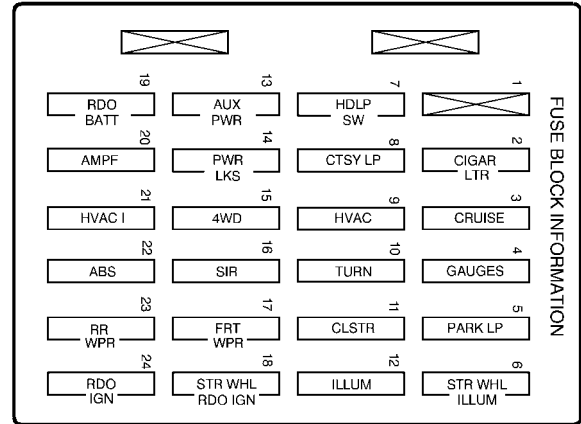 19 13 7 1
RDO BATT AUX PWR HDLP SW
20 14 8 2
AMPF PWR LKS CTSY LP CIGAR LTR
21 15 9 3
HVAC I 4WD HVAC CRUISE
22 16 10 4
ABS SIR TURN GAUGES
23 17 11 5
RR WPR FRT WPR CLSTR PARK LP
24 18 12 6
RDO IGN STR WHL RDO IGN ILLUM STR WHL ILLUM
FUSE BLOCK INFORMATION